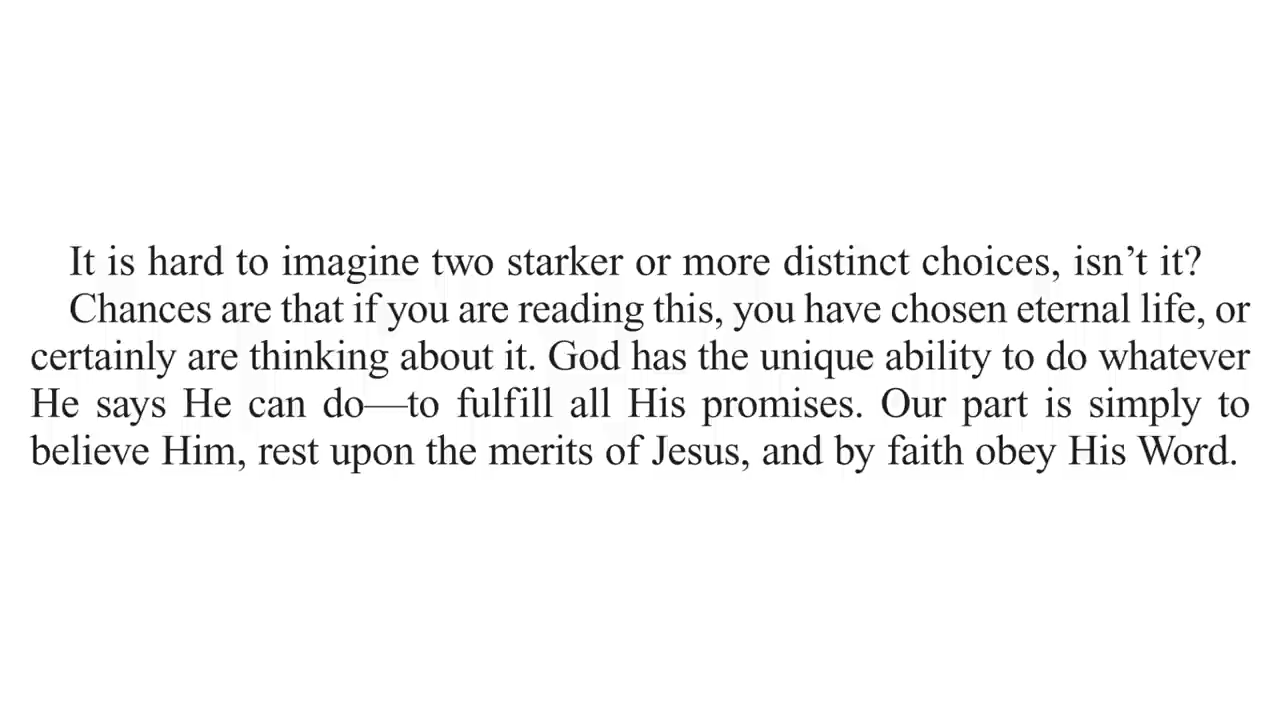 It is hard to imagine two starker or more distinct choices, isn’t it?
Chances are that if you are reading this, you have chosen eternal life, or
certainly are thinking about it. God has the unique ability to do whatever
He says He can do—to fulfill all His promises. Our part is simply to
believe Him, rest upon the merits of Jesus, and by faith obey His Word.